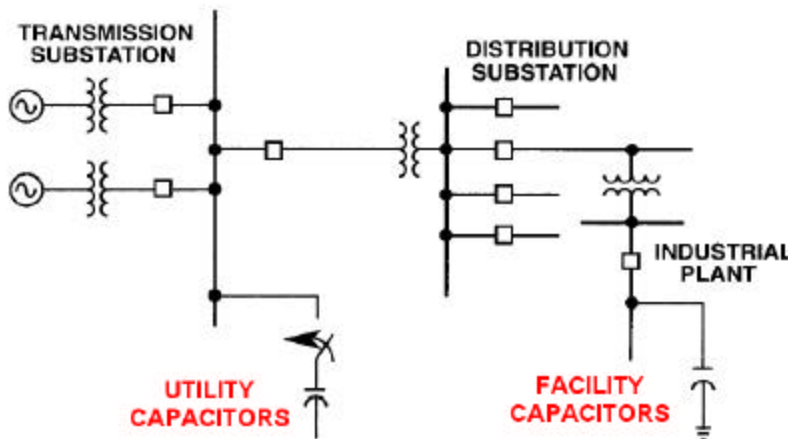 TRANSMISSION
SUBSTATION
DISTRIBUTION
SUBSTATION
INDUSTRIAL
PLANT
UTILITY
CAPACITORS
FACILITY
CAPACITORS